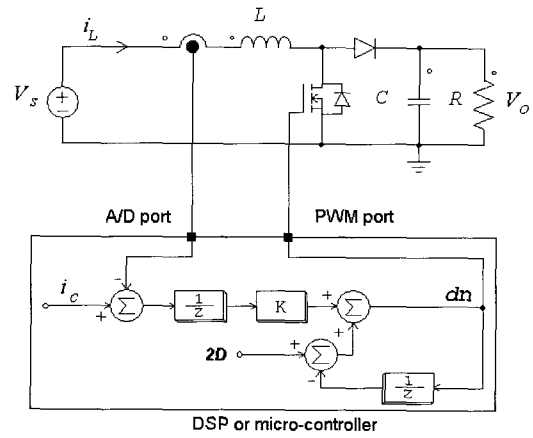 i_L
L
V_s
C
R
V_o
A/D port
PWM port
i_c
-
+
Σ
1/z
K
+
Σ
+
dn
2D
+
Σ
-
1/z
DSP or micro-controller